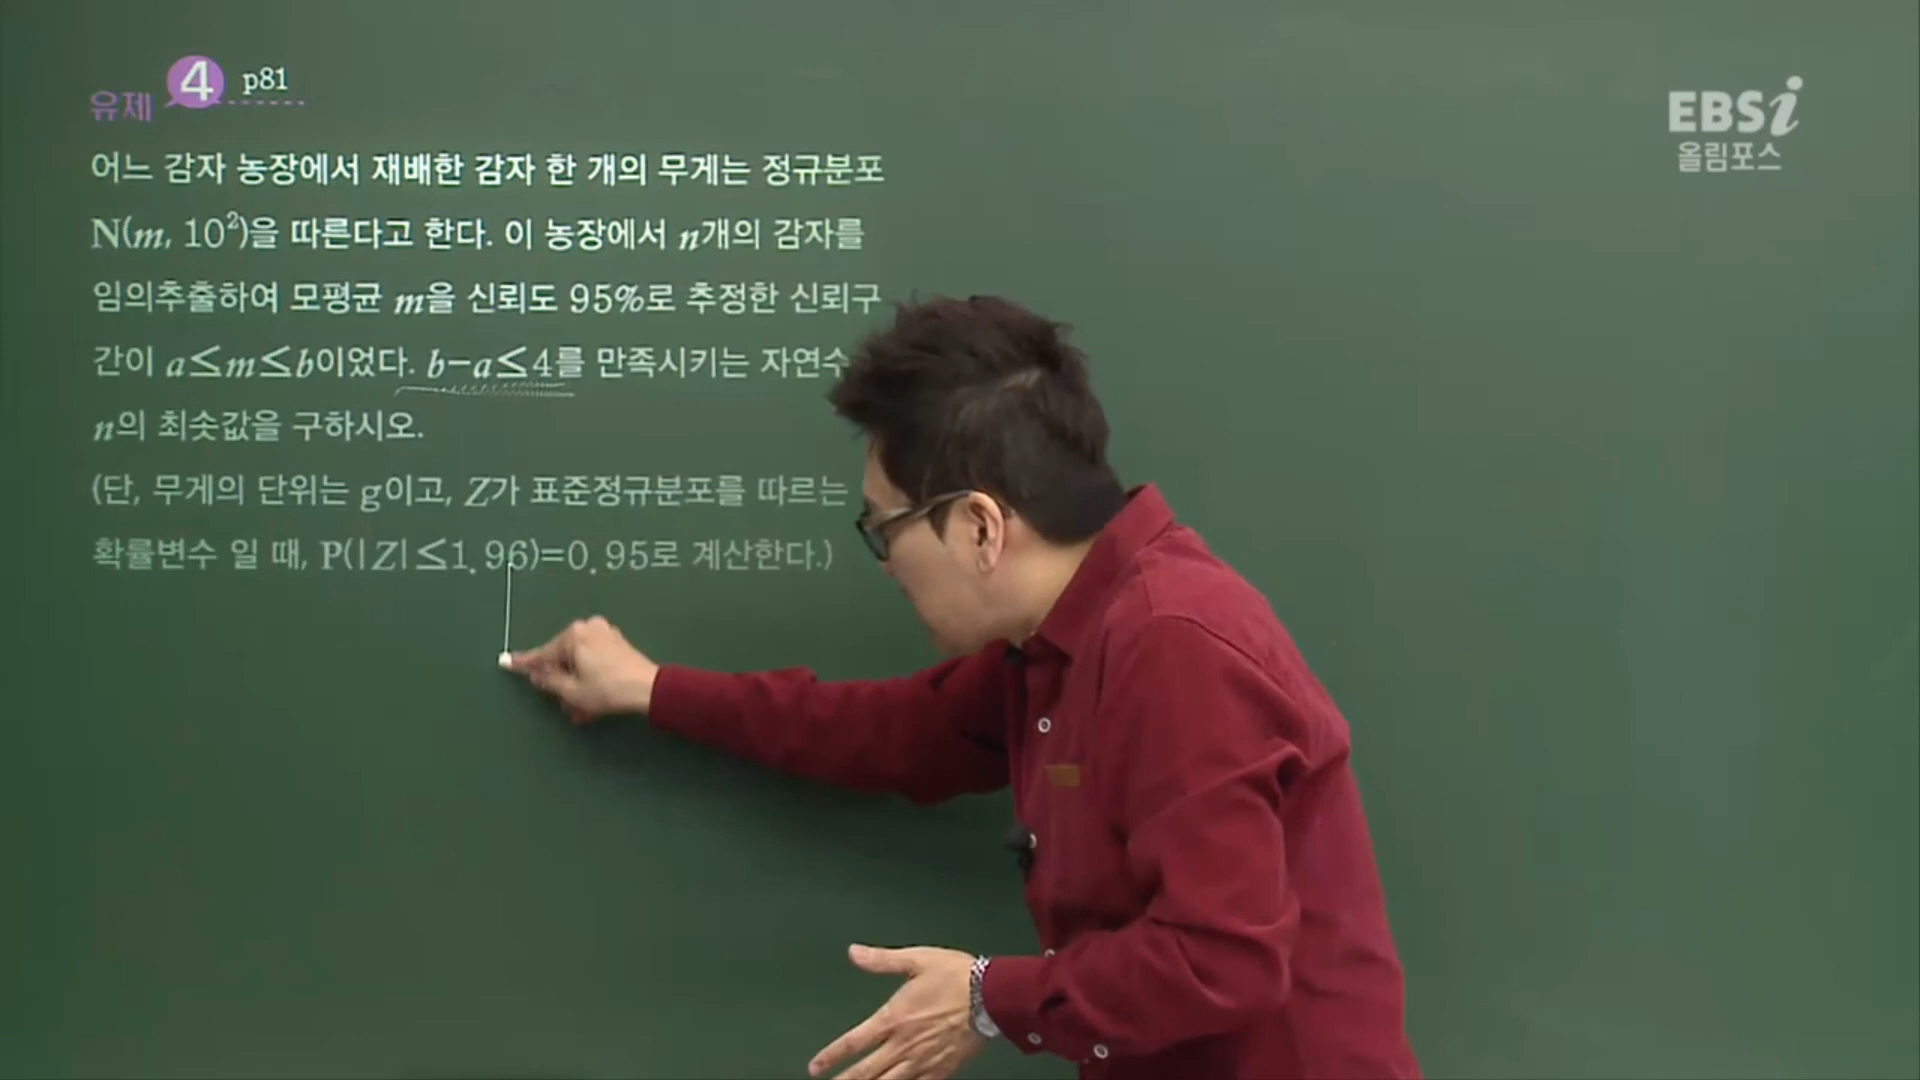 유제 4 p81
EBSi
올림포스
어느 감자 농장에서 재배한 감자 한 개의 무게는 정규분포
N(m, 10²)을 따른다고 한다. 이 농장에서 n개의 감자를
임의추출하여 모평균 m을 신뢰도 95%로 추정한 신뢰구
간이 a≤m≤b이었다. b-a≤4를 만족시키는 자연수
n의 최솟값을 구하시오.
(단, 무게의 단위는 g이고, Z가 표준정규분포를 따르는
확률변수 일 때, P(|Z|≤1.96)=0.95로 계산한다.)